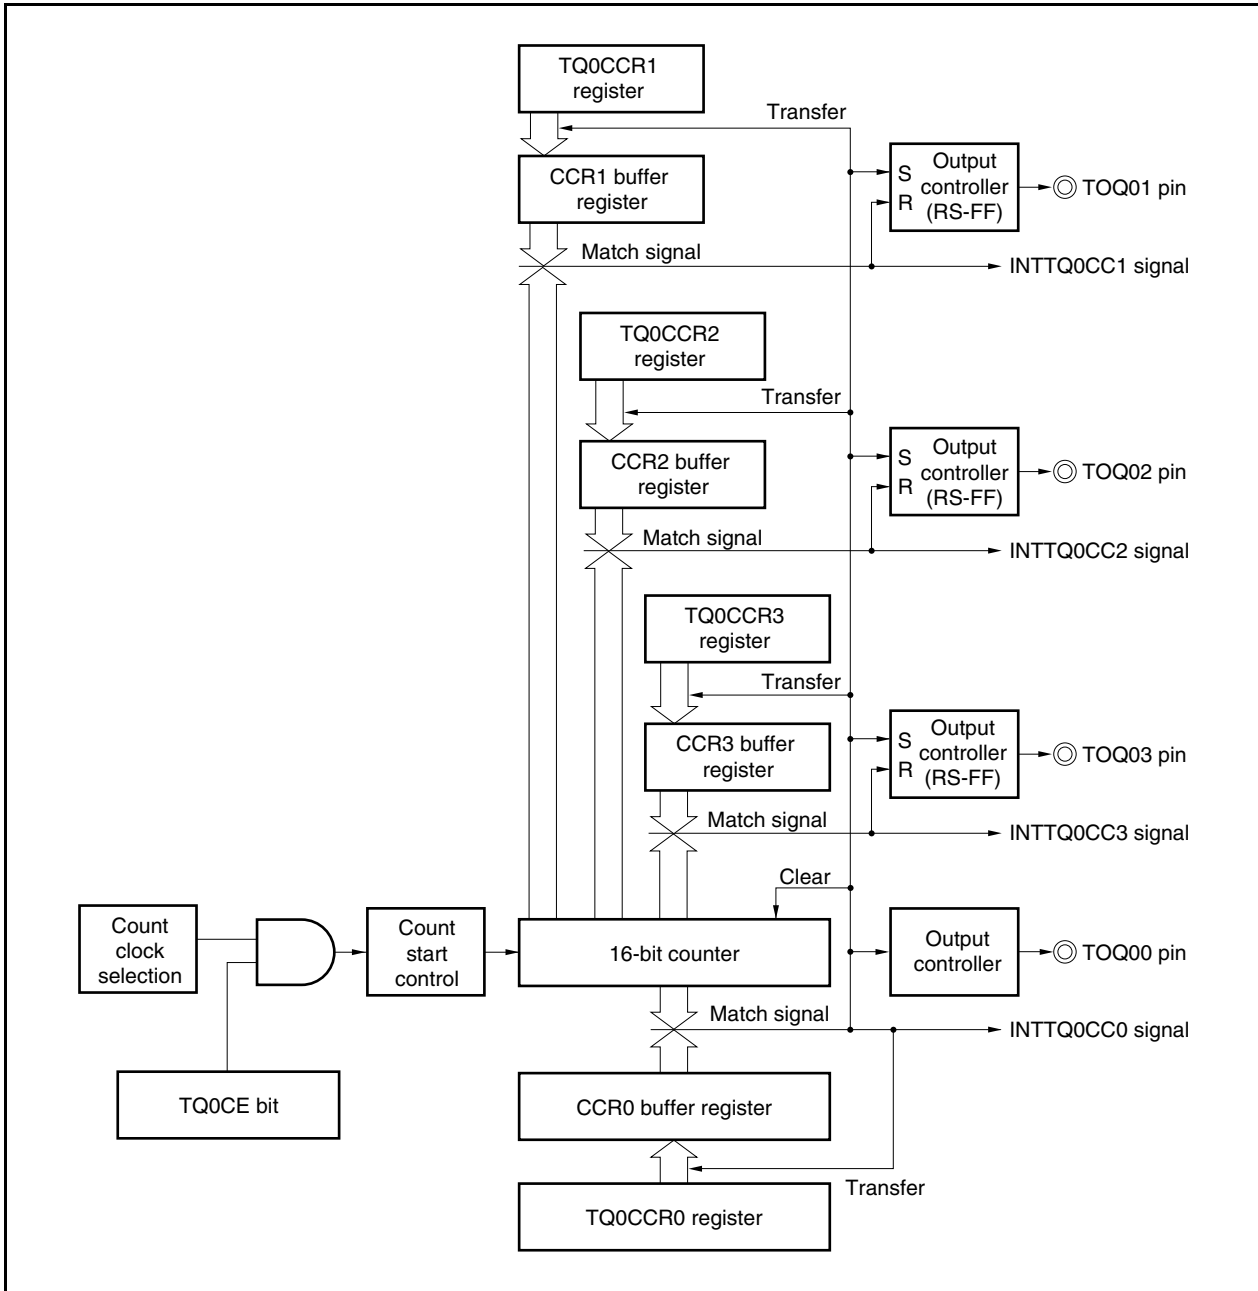 TQ0CCR1
register
Transfer
CCR1 buffer
register
S
R
Output
controller
(RS-FF)
TOQ01 pin
Match signal
INTTQ0CC1 signal
TQ0CCR2
register
Transfer
CCR2 buffer
register
S
R
Output
controller
(RS-FF)
TOQ02 pin
Match signal
INTTQ0CC2 signal
TQ0CCR3
register
Transfer
CCR3 buffer
register
S
R
Output
controller
(RS-FF)
TOQ03 pin
Match signal
INTTQ0CC3 signal
Clear
Count
clock
selection
Count
start
control
16-bit counter
Output
controller
TOQ00 pin
Match signal
INTTQ0CC0 signal
TQ0CE bit
CCR0 buffer register
Transfer
TQ0CCR0 register